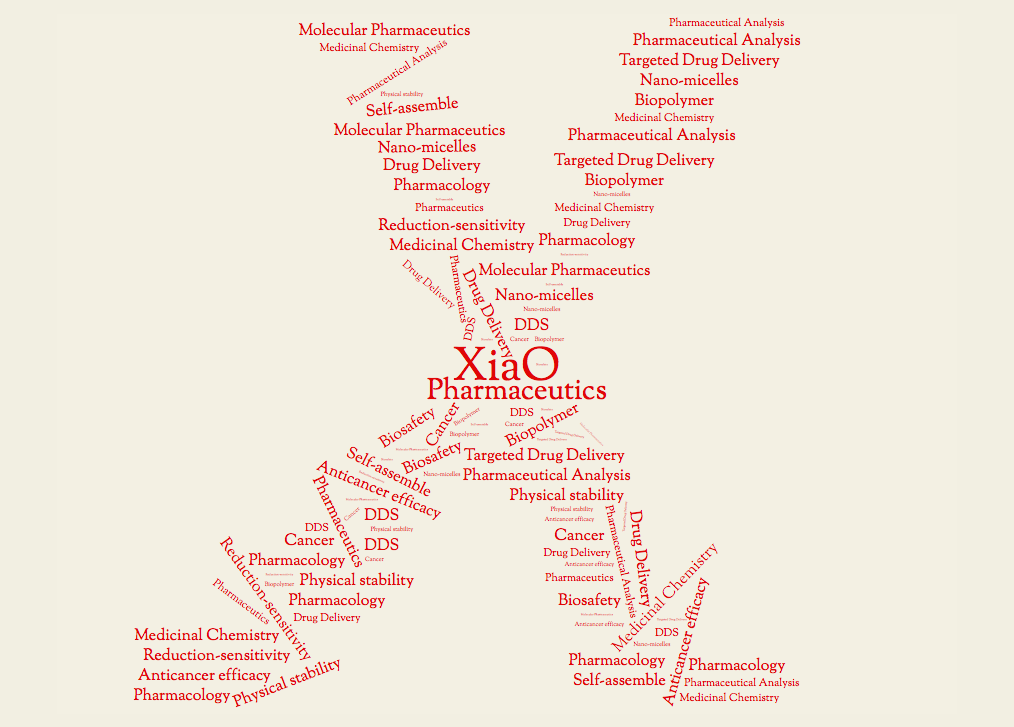 Molecular Pharmaceutics
Medicinal Chemistry
Pharmaceutical Analysis
Physical stability
Self-assemble
Molecular Pharmaceutics
Nano-micelles
Drug Delivery
Pharmacology
Pharmaceutics
Reduction-sensitivity
Medicinal Chemistry
Pharmaceutical Analysis
Pharmaceutical Analysis
Targeted Drug Delivery
Nano-micelles
Biopolymer
Medicinal Chemistry
Pharmaceutical Analysis
Targeted Drug Delivery
Biopolymer
Nano-micelles
Medicinal Chemistry
Drug Delivery
Pharmacology
Drug Delivery
Pharmaceutics
DDS
Drug Delivery
Molecular Pharmaceutics
Nano-micelles
Nano-micelles
DDS
Cancer
Biopolymer
XiaO
Pharmaceutics
Biosafety
Cancer
Biopolymer
Biopolymer
DDS
Cancer
Biopolymer
Self-assemble
Biosafety
Targeted Drug Delivery
Anticancer efficacy
Nano-micelles
Pharmaceutical Analysis
Physical stability
Pharmaceutics
Cancer
DDS
DDS
Physical stability
Cancer
DDS
Cancer
Pharmacology
Reduction-sensitivity
Biopolymer
Physical stability
Pharmaceutics
Pharmacology
Drug Delivery
Medicinal Chemistry
Reduction-sensitivity
Anticancer efficacy
Pharmacology
Physical stability
Physical stability
Anticancer efficacy
Cancer
Drug Delivery
Anticancer efficacy
Pharmaceutics
Biosafety
Anticancer efficacy
Pharmaceutical Analysis
Drug Delivery
Medicinal Chemistry
DDS
Nano-micelles
Anticancer efficacy
Pharmacology
Self-assemble
Pharmacology
Pharmaceutical Analysis
Medicinal Chemistry